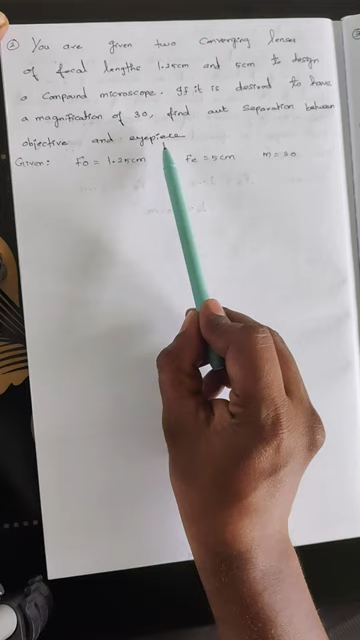 ② You are given two Converging lenses
of focal lengths 1.25cm and 5cm to design
a Compound microscope. If it is desired to have
a magnification of 30, find out separation between
objective and eyepiece
Given: Fo = 1.25cm Fe = 5cm m = 30